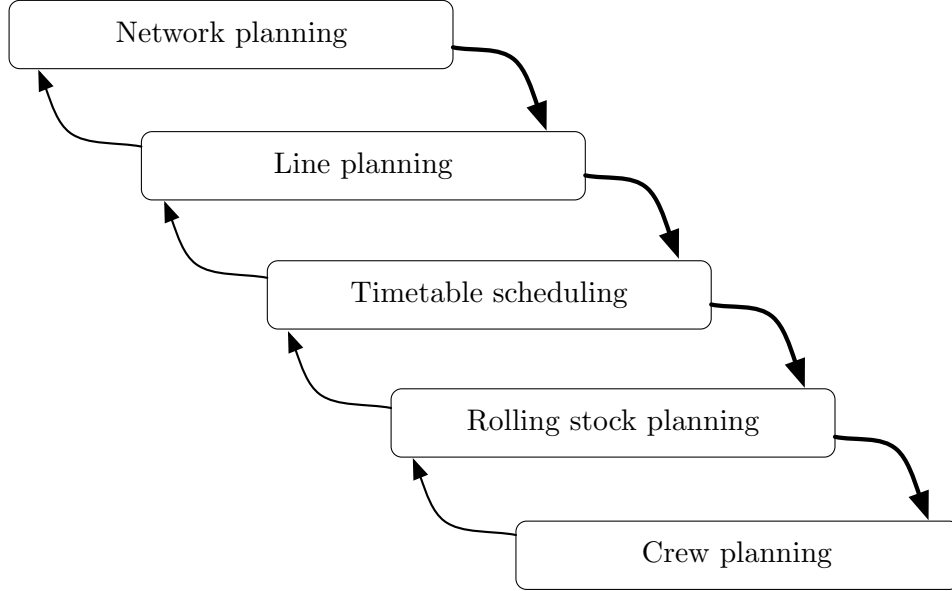 Network planning
Line planning
Timetable scheduling
Rolling stock planning
Crew planning